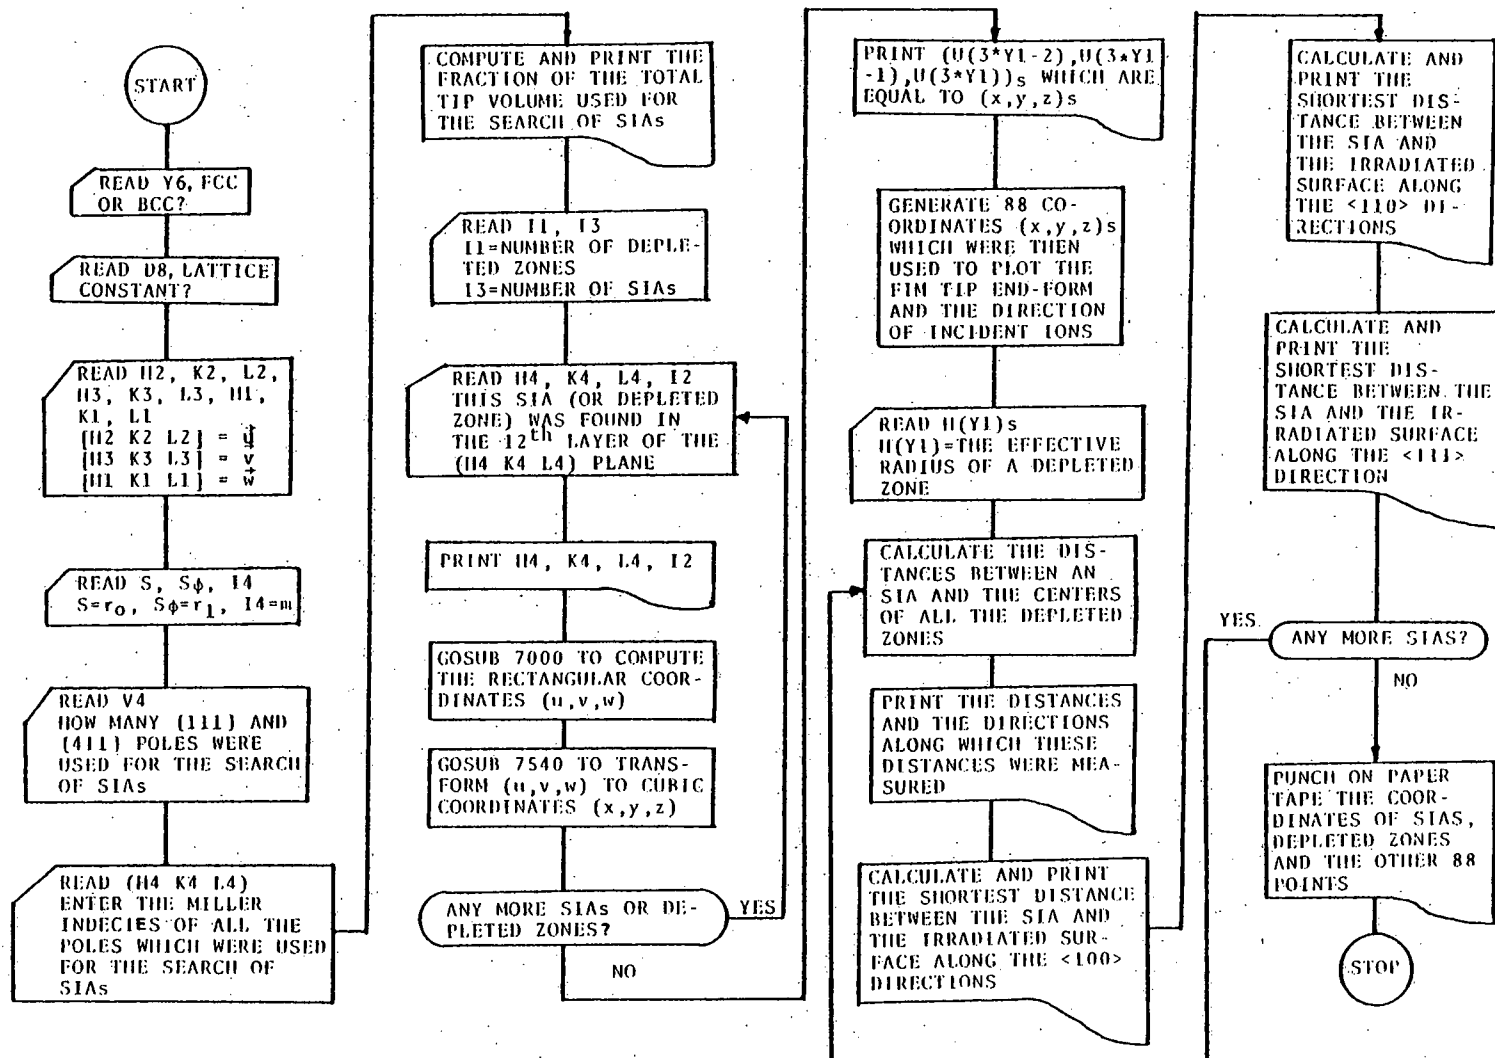 START
READ Y6, FCC
OR BCC?
READ D8, LATTICE
CONSTANT?
READ H2, K2, L2,
H3, K3, L3, H1,
K1, L1
[H2 K2 L2] = u⃗
[H3 K3 L3] = v⃗
[H1 K1 L1] = w⃗
READ S, Sϕ, I4
S=r₀, Sϕ=r₁, I4=m
READ V4
HOW MANY (111) AND
(411) POLES WERE
USED FOR THE SEARCH
OF SIAs
READ (H4 K4 L4)
ENTER THE MILLER
INDECIES OF ALL THE
POLES WHICH WERE USED
FOR THE SEARCH OF
SIAs
COMPUTE AND PRINT THE
FRACTION OF THE TOTAL
TIP VOLUME USED FOR
THE SEARCH OF SIAs
READ I1, I3
I1=NUMBER OF DEPLE-
TED ZONES
I3=NUMBER OF SIAs
READ H4, K4, L4, I2
THIS SIA (OR DEPLETED
ZONE) WAS FOUND IN
THE I2ᵗʰ LAYER OF THE
(H4 K4 L4) PLANE
PRINT H4, K4, L4, I2
GOSUB 7000 TO COMPUTE
THE RECTANGULAR COOR-
DINATES (u,v,w)
GOSUB 7540 TO TRANS-
FORM (u,v,w) TO CUBIC
COORDINATES (x,y,z)
ANY MORE SIAs OR DE-
PLETED ZONES?
YES
NO
PRINT (U(3*Y1-2),U(3*Y1
-1),U(3*Y1))s WHICH ARE
EQUAL TO (x,y,z)s
GENERATE 88 CO-
ORDINATES (x,y,z)s
WHICH WERE THEN
USED TO PLOT THE
FIM TIP END-FORM
AND THE DIRECTION
OF INCIDENT IONS
READ H(Y1)s
H(Y1)=THE EFFECTIVE
RADIUS OF A DEPLETED
ZONE
CALCULATE THE DIS-
TANCES BETWEEN AN
SIA AND THE CENTERS
OF ALL THE DEPLETED
ZONES
PRINT THE DISTANCES
AND THE DIRECTIONS
ALONG WHICH THESE
DISTANCES WERE MEA-
SURED
CALCULATE AND PRINT
THE SHORTEST DISTANCE
BETWEEN THE SIA AND
THE IRRADIATED SUR-
FACE ALONG THE <100>
DIRECTIONS
CALCULATE AND
PRINT THE
SHORTEST DIS-
TANCE BETWEEN
THE SIA AND
THE IRRADIATED
SURFACE ALONG
THE <110> DI-
RECTIONS
CALCULATE AND
PRINT THE
SHORTEST DIS-
TANCE BETWEEN THE
SIA AND THE IR-
RADIATED SURFACE
ALONG THE <111>
DIRECTION
YES
ANY MORE SIAS?
NO
PUNCH ON PAPER
TAPE THE COOR-
DINATES OF SIAS,
DEPLETED ZONES
AND THE OTHER 88
POINTS
STOP